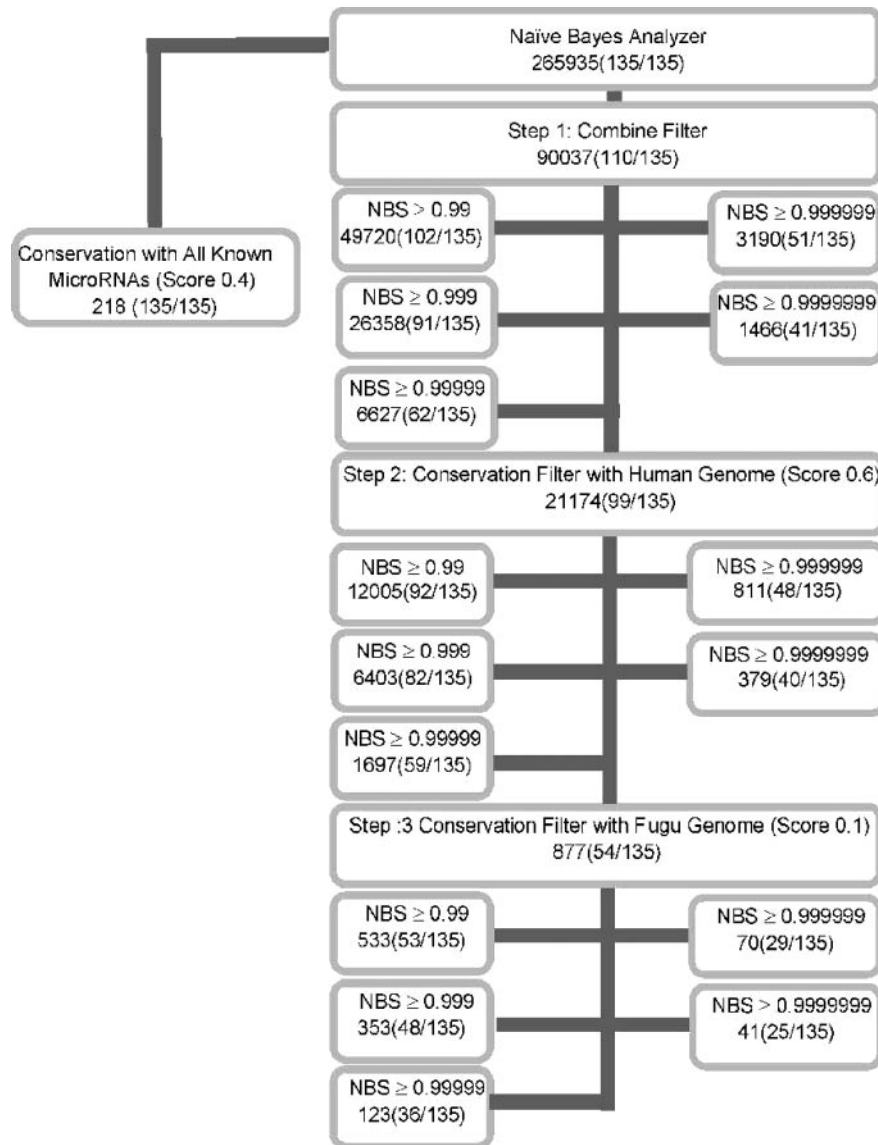 Naïve Bayes Analyzer
265935(135/135)
Step 1: Combine Filter
90037(110/135)
NBS > 0.99
49720(102/135)
NBS ≥ 0.999999
3190(51/135)
Conservation with All Known
MicroRNAs (Score 0.4)
218 (135/135)
NBS ≥ 0.999
26358(91/135)
NBS ≥ 0.9999999
1466(41/135)
NBS ≥ 0.99999
6627(62/135)
Step 2: Conservation Filter with Human Genome (Score 0.6)
21174(99/135)
NBS ≥ 0.99
12005(92/135)
NBS ≥ 0.999999
811(48/135)
NBS ≥ 0.999
6403(82/135)
NBS ≥ 0.9999999
379(40/135)
NBS ≥ 0.99999
1697(59/135)
Step :3 Conservation Filter with Fugu Genome (Score 0.1)
877(54/135)
NBS ≥ 0.99
533(53/135)
NBS ≥ 0.999999
70(29/135)
NBS ≥ 0.999
353(48/135)
NBS > 0.9999999
41(25/135)
NBS ≥ 0.99999
123(36/135)